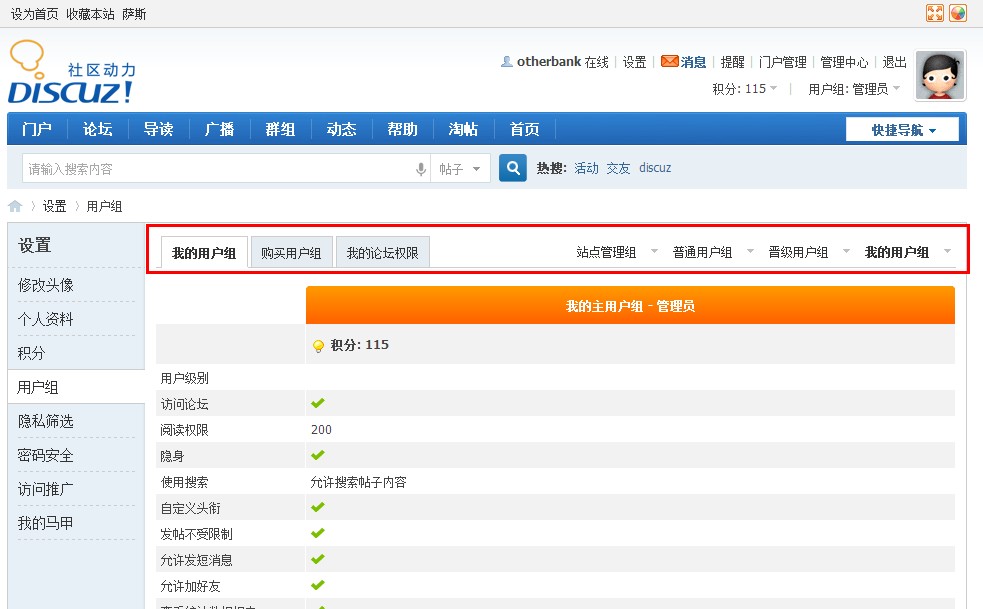 设为首页 收藏本站 萨斯
社区动力
DISCUZ!
otherbank 在线 | 设置 | 消息 | 提醒 | 门户管理 | 管理中心 | 退出
积分: 115 | 用户组: 管理员
门户 论坛 导读 广播 群组 动态 帮助 淘帖 首页 快捷导航
请输入搜索内容 帖子 热搜: 活动 交友 discuz
设置 用户组
设置
修改头像
个人资料
积分
用户组
隐私筛选
密码安全
访问推广
我的马甲
我的用户组 购买用户组 我的论坛权限 站点管理组 普通用户组 晋级用户组 我的用户组
我的主用户组 - 管理员
积分: 115
用户级别
访问论坛
阅读权限 200
隐身
使用搜索 允许搜索帖子内容
自定义头衔
发帖不受限制
允许发短消息
允许加好友